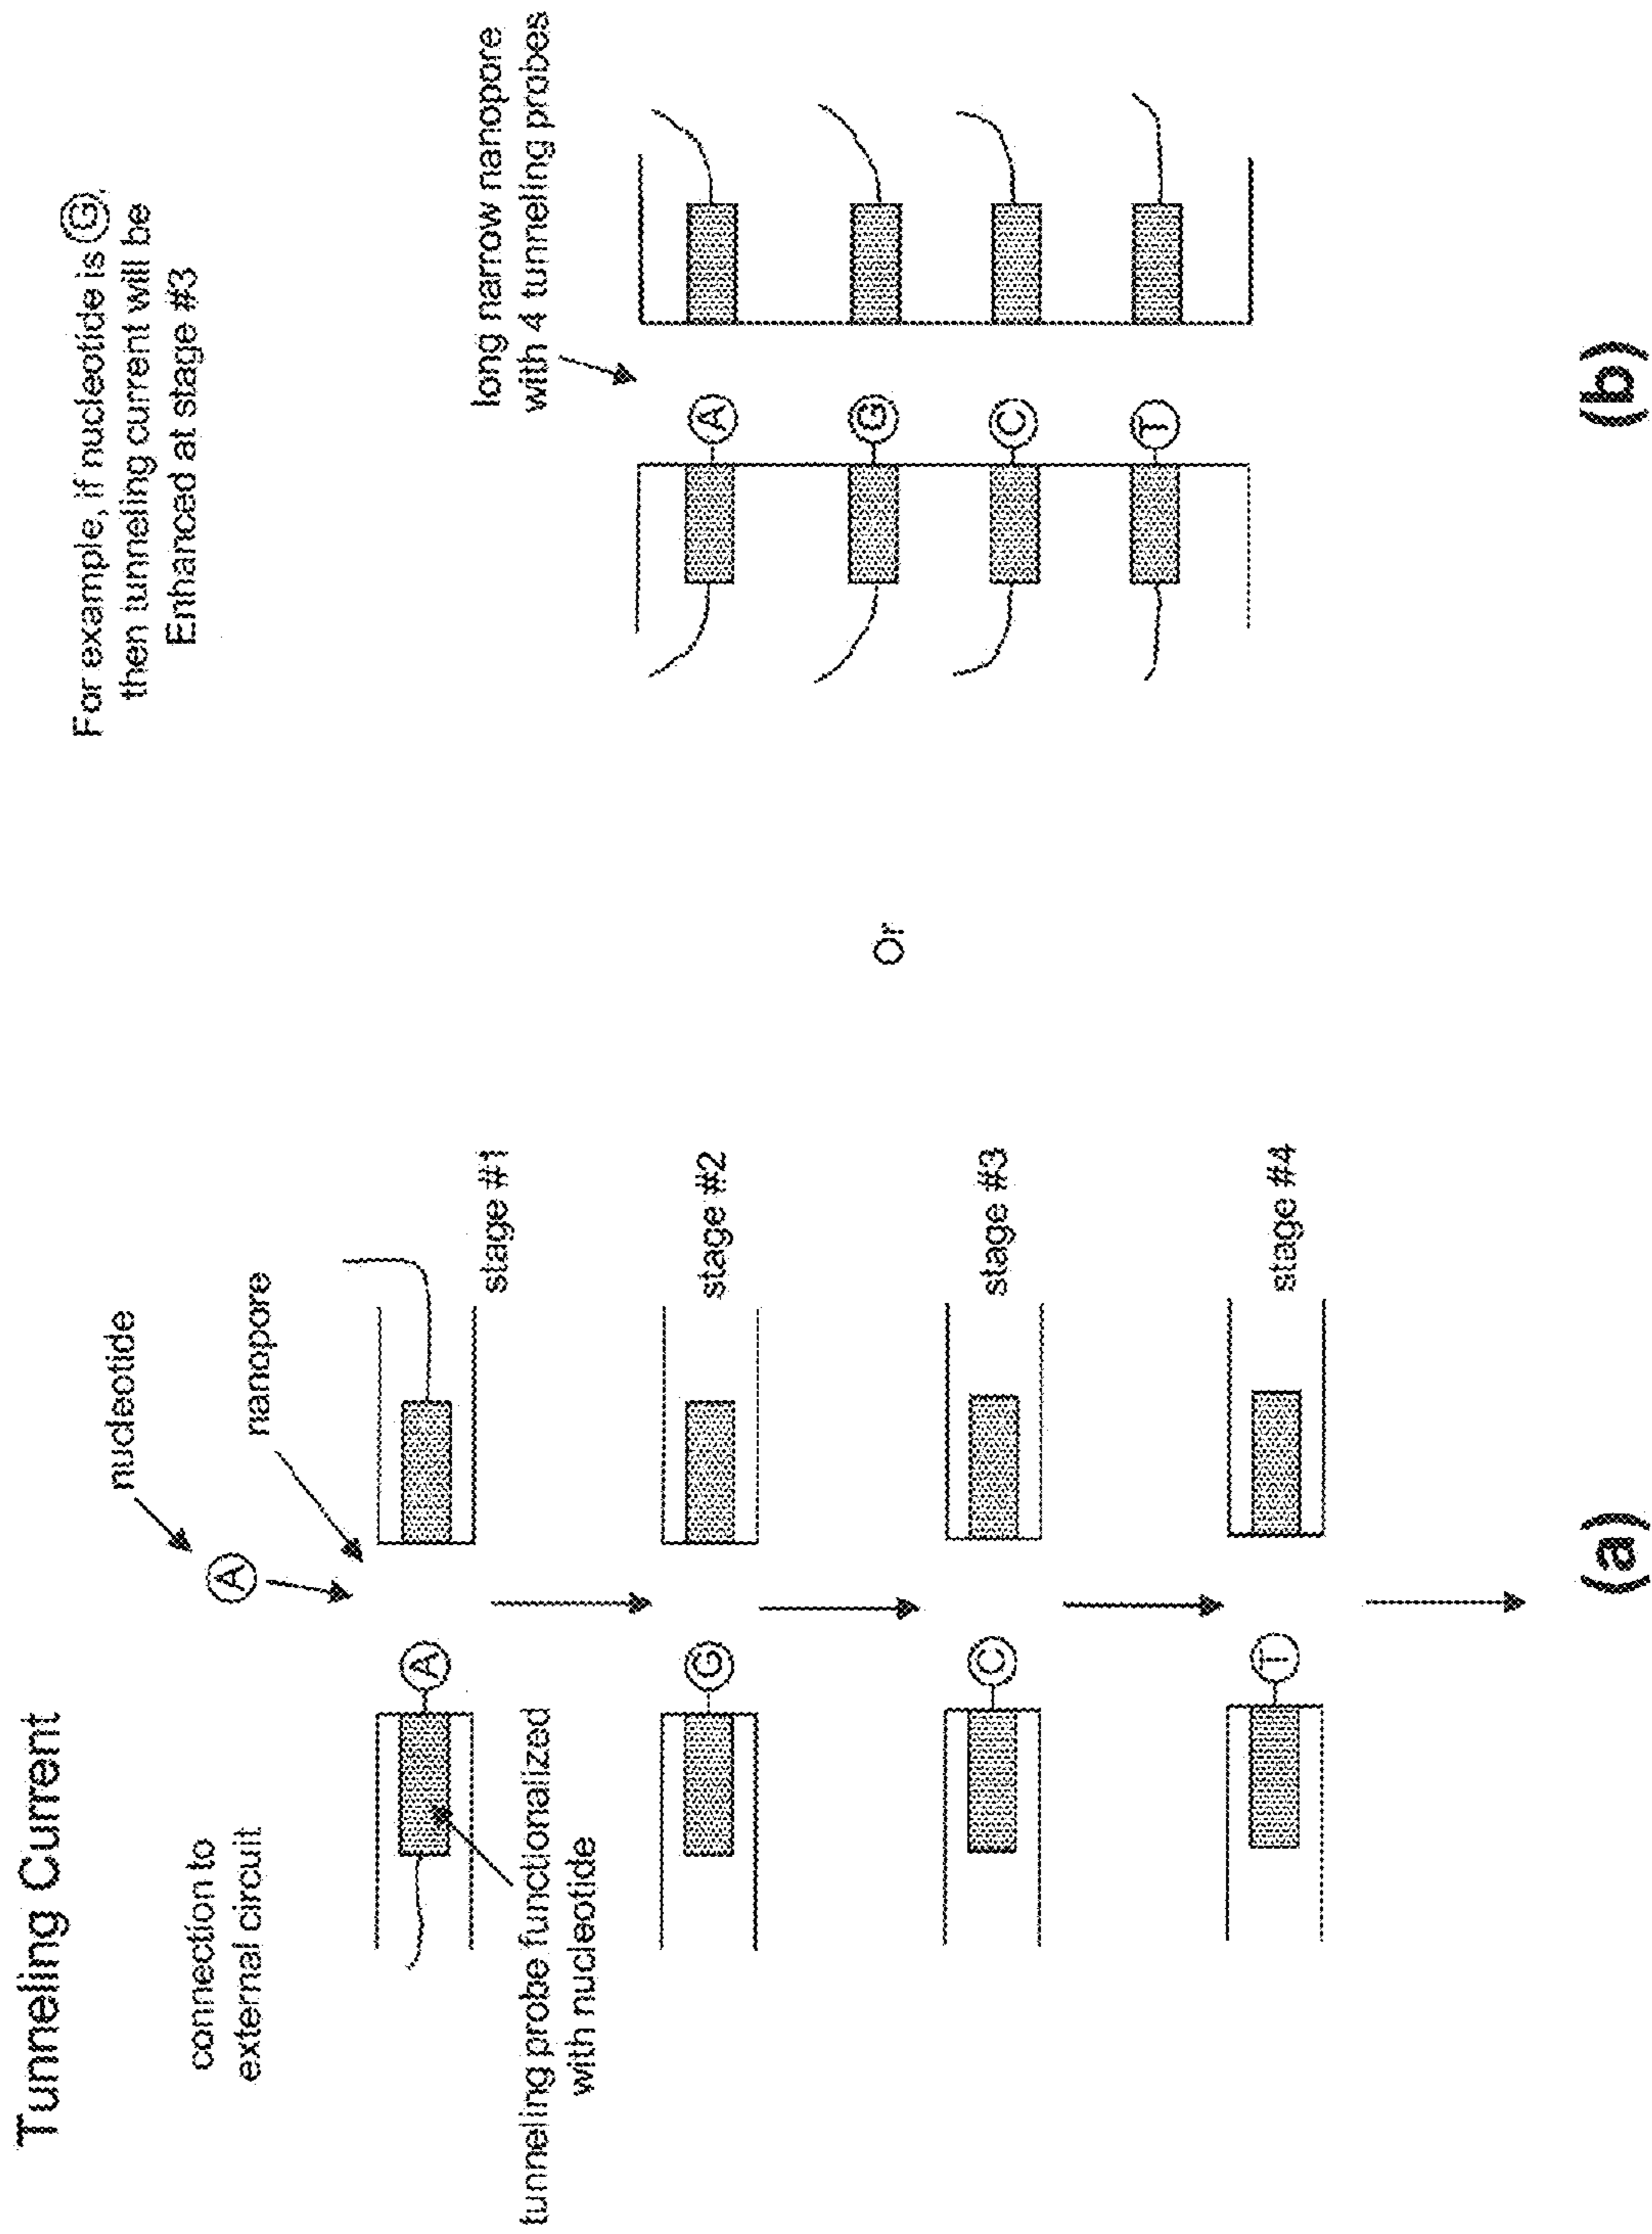 Tunneling Current
For example, if nucleotide is G,
then tunneling current will be
Enhanced at stage #3
nucleotide
A
connection to
external circuit
nanopore
A
stage #1
tunneling probe functionalized
with nucleotide
G
stage #2
C
stage #3
T
stage #4
(a)
Or
long narrow nanopore
with 4 tunneling probes
A
G
C
T
(b)